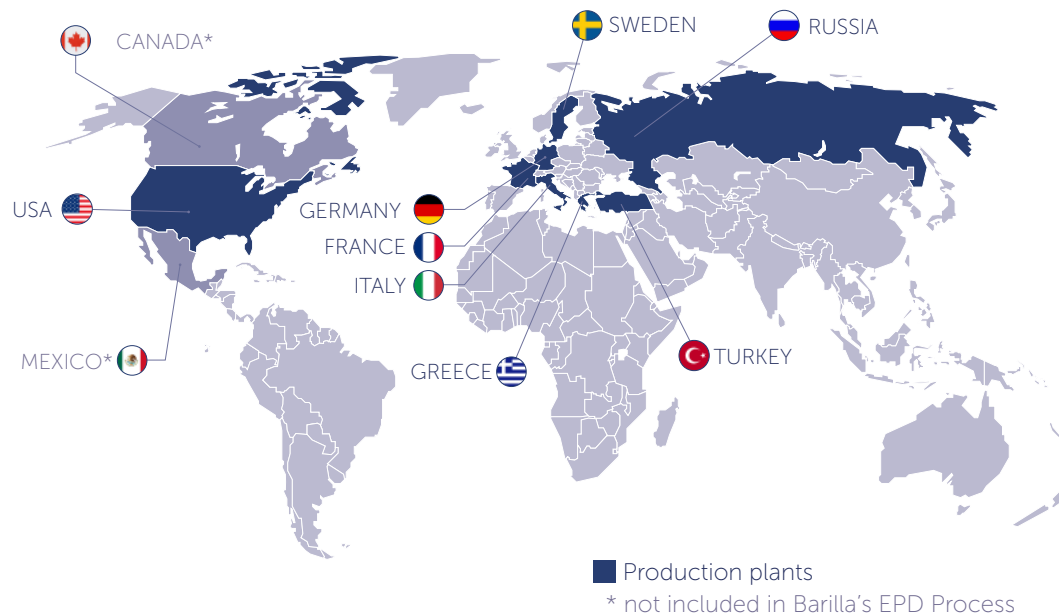 SWEDEN
RUSSIA
CANADA*
USA
GERMANY
FRANCE
ITALY
MEXICO*
GREECE
TURKEY
Production plants
* not included in Barilla's EPD Process